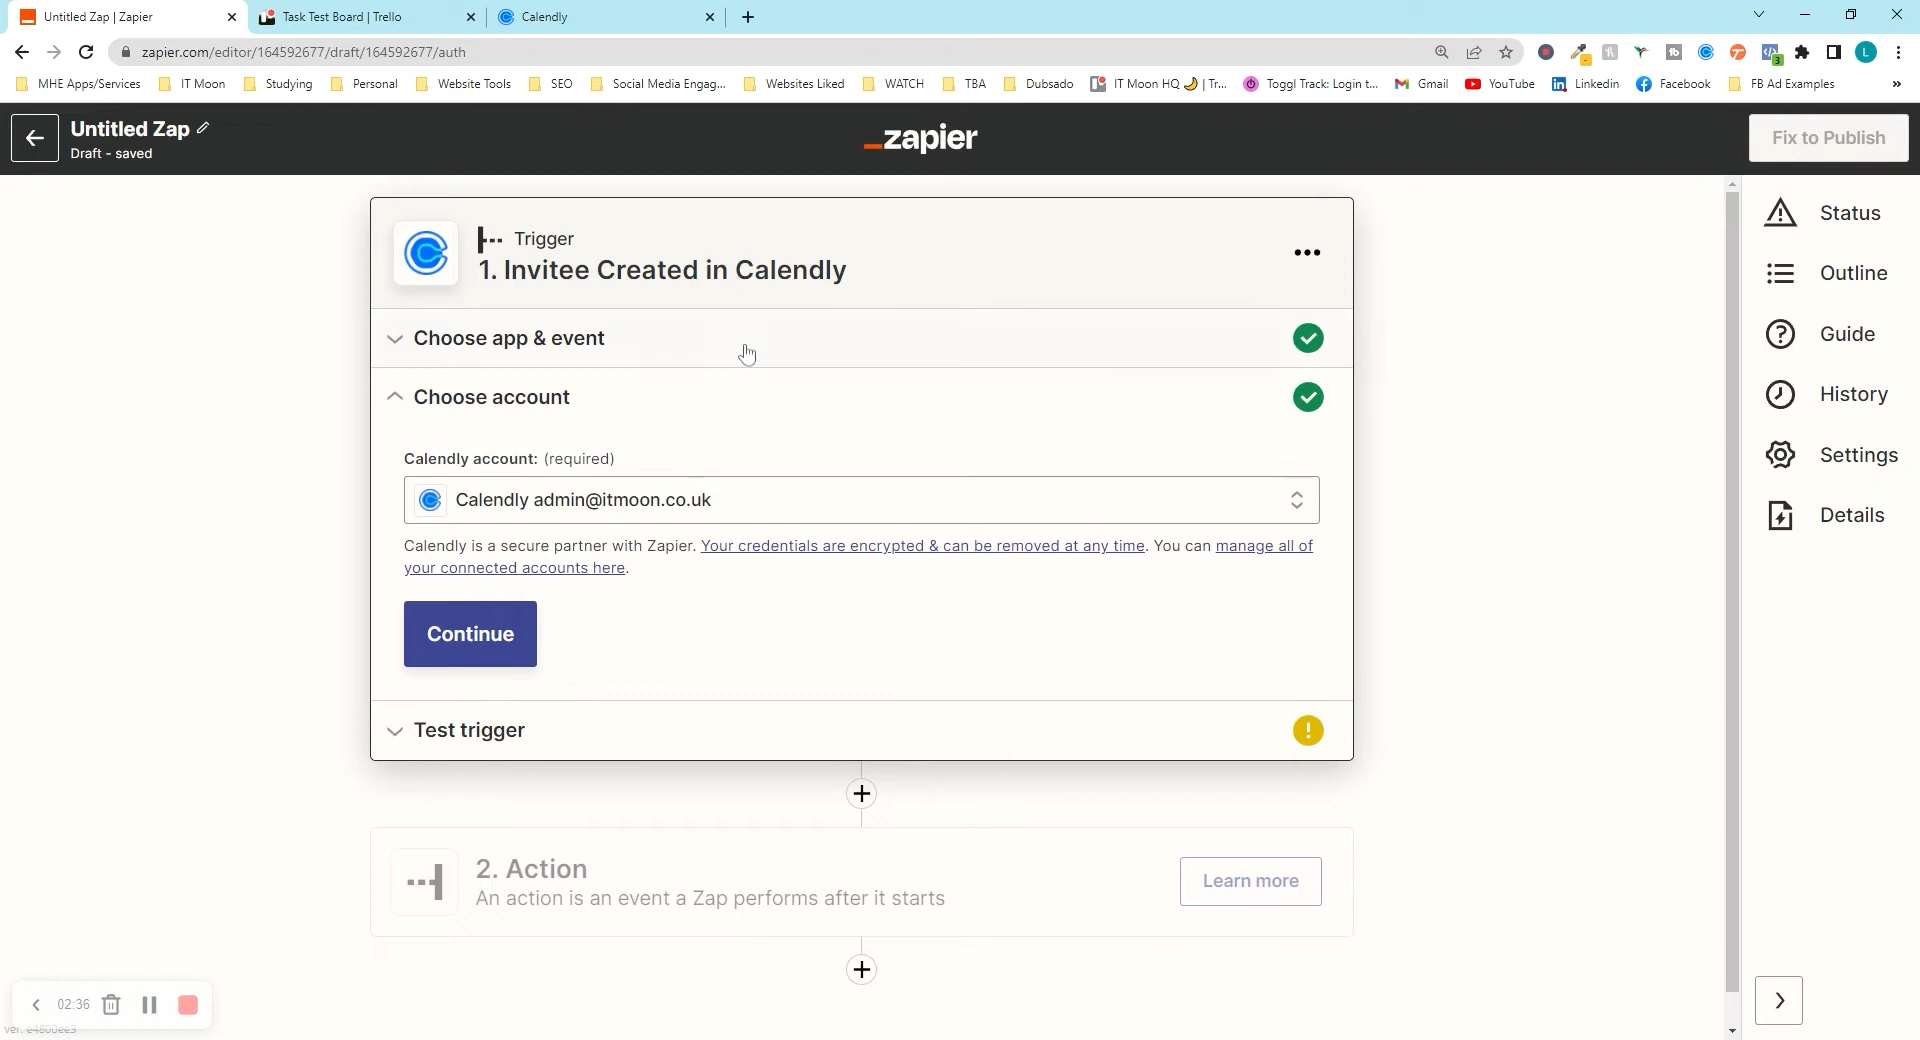 Untitled Zap | Zapier
Task Test Board | Trello
Calendly
zapier.com/editor/164592677/draft/164592677/auth
3
L
MHE Apps/Services
IT Moon
Studying
Personal
Website Tools
SEO
Social Media Engag...
Websites Liked
WATCH
TBA
Dubsado
IT Moon HQ 🌙 | Tr...
Toggl Track: Login t...
Gmail
YouTube
Linkedin
Facebook
FB Ad Examples
»
Untitled Zap
Draft - saved
_zapier
Fix to Publish
Trigger
1. Invitee Created in Calendly
Choose app & event
Choose account
Calendly account: (required)
Calendly admin@itmoon.co.uk
Calendly is a secure partner with Zapier. Your credentials are encrypted & can be removed at any time. You can manage all of
your connected accounts here.
Continue
Test trigger
2. Action
An action is an event a Zap performs after it starts
Learn more
Status
Outline
Guide
History
Settings
Details
02:36
ver. e4800ee3